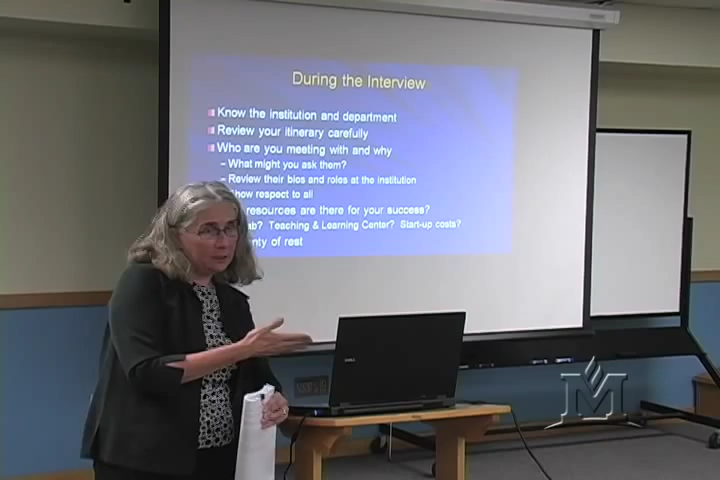 During the Interview
Know the institution and department
Review your itinerary carefully
Who are you meeting with and why
– What might you ask them?
– Review their bios and roles at the institution
how respect to all
resources are there for your success?
ab? Teaching & Learning Center? Start-up costs?
nty of rest
DELL
M